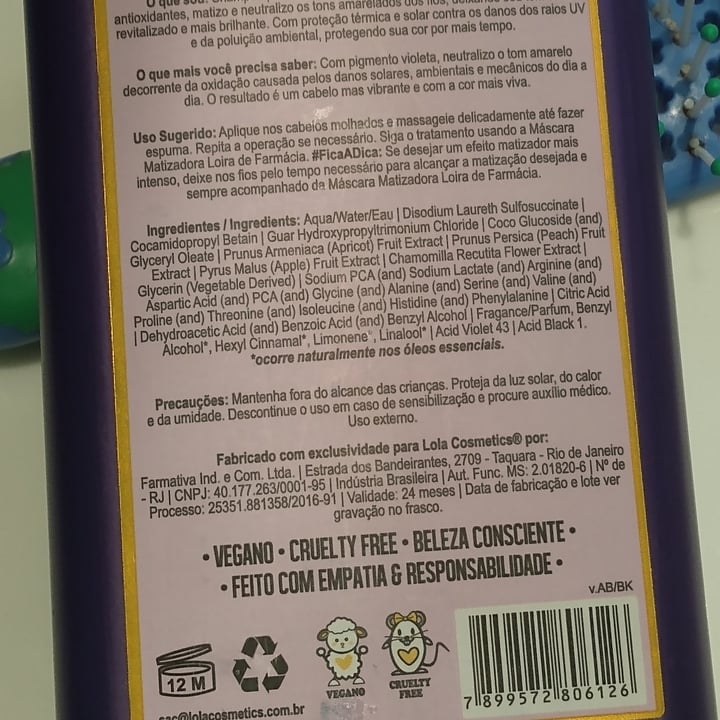 O que sou:
antioxidantes, matizo e neutralizo os tons amarelados dos fios,
revitalizado e mais brilhante. Com proteção térmica e solar contra os danos dos raios UV
e da poluição ambiental, protegendo sua cor por mais tempo.
O que mais você precisa saber: Com pigmento violeta, neutralizo o tom amarelo
decorrente da oxidação causada pelos danos solares, ambientais e mecânicos do dia a
dia. O resultado é um cabelo mas vibrante e com a cor mais viva.
Uso Sugerido: Aplique nos cabelos molhados e massageie delicadamente até fazer
espuma. Repita a operação se necessário. Siga o tratamento usando a Máscara
Matizadora Loira de Farmácia. #FicaADica: Se desejar um efeito matizador mais
intenso, deixe nos fios pelo tempo necessário para alcançar a matização desejada e
sempre acompanhado da Máscara Matizadora Loira de Farmácia.
Ingredientes / Ingredients: Aqua/Water/Eau | Disodium Laureth Sulfosuccinate |
Cocamidopropyl Betain | Guar Hydroxypropyltrimonium Chloride | Coco Glucoside (and)
Glyceryl Oleate | Prunus Armeniaca (Apricot) Fruit Extract | Prunus Persica (Peach) Fruit
Extract | Pyrus Malus (Apple) Fruit Extract | Chamomilla Recutita Flower Extract |
Glycerin (Vegetable Derived) | Sodium PCA (and) Sodium Lactate (and) Arginine (and)
Aspartic Acid (and) PCA (and) Glycine (and) Alanine (and) Serine (and) Valine (and)
Proline (and) Threonine (and) Isoleucine (and) Histidine (and) Phenylalanine | Citric Acid
| Dehydroacetic Acid (and) Benzoic Acid (and) Benzyl Alcohol | Fragance/Parfum, Benzyl
Alcohol*, Hexyl Cinnamal*, Limonene*, Linalool* | Acid Violet 43 | Acid Black 1.
*ocorre naturalmente nos óleos essenciais.
Precauções: Mantenha fora do alcance das crianças. Proteja da luz solar, do calor
e da umidade. Descontinue o uso em caso de sensibilização e procure auxílio médico.
Uso externo.
Fabricado com exclusividade para Lola Cosmetics® por:
Farmativa Ind. e Com. Ltda. | Estrada dos Bandeirantes, 2709 - Taquara - Rio de Janeiro
- RJ | CNPJ: 40.177.263/0001-95 | Indústria Brasileira | Aut. Func. MS: 2.01820-6 | Nº de
Processo: 25351.881358/2016-91 | Validade: 24 meses | Data de fabricação e lote ver
gravação no frasco.
• VEGANO • CRUELTY FREE • BELEZA CONSCIENTE •
• FEITO COM EMPATIA & RESPONSABILIDADE •
v.AB/BK
12 M
VEGANO
CRUELTY
FREE
7 899572 806126
sac@lolacosmetics.com.br